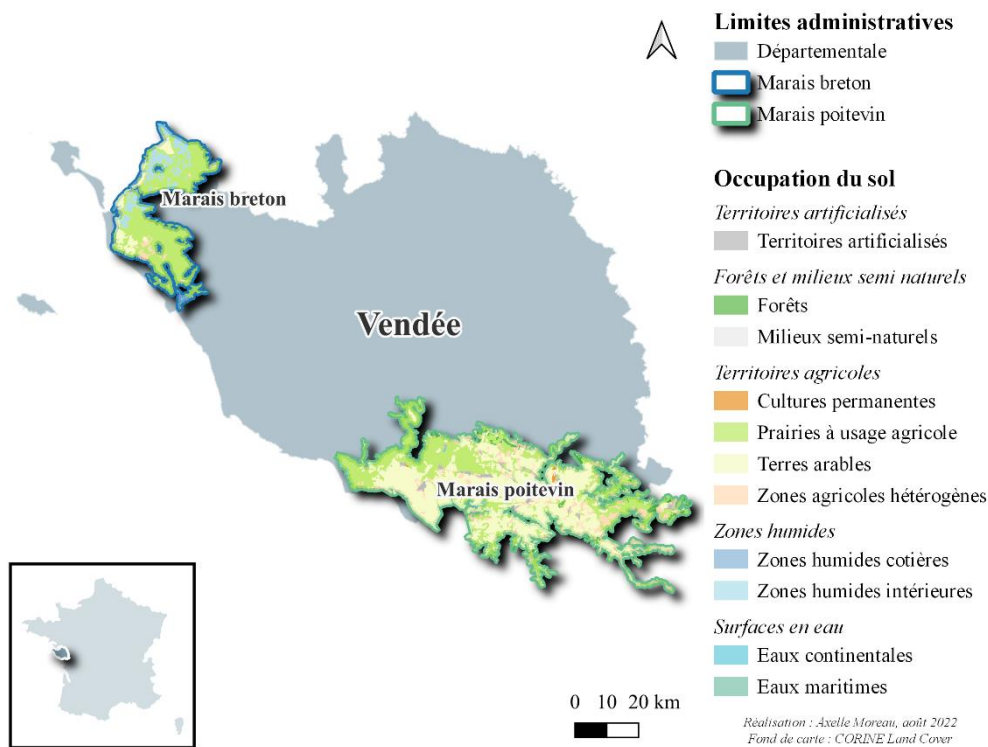 Limites administratives
Départementale
Marais breton
Marais poitevin
Occupation du sol
Territoires artificialisés
Territoires artificialisés
Forêts et milieux semi naturels
Forêts
Milieux semi-naturels
Territoires agricoles
Cultures permanentes
Prairies à usage agricole
Terres arables
Zones agricoles hétérogènes
Zones humides
Zones humides cotières
Zones humides intérieures
Surfaces en eau
Eaux continentales
Eaux maritimes
Marais breton
Vendée
Marais poitevin
0 10 20 km
Réalisation : Axelle Moreau, août 2022
Fond de carte : CORINE Land Cover